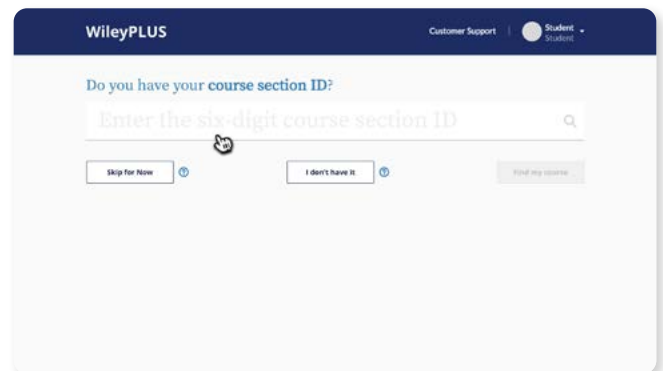 WileyPLUS
Customer Support | Student
Student
Do you have your course section ID?
Enter the six-digit course section ID
Skip for Now ? I don't have it ? Find my course